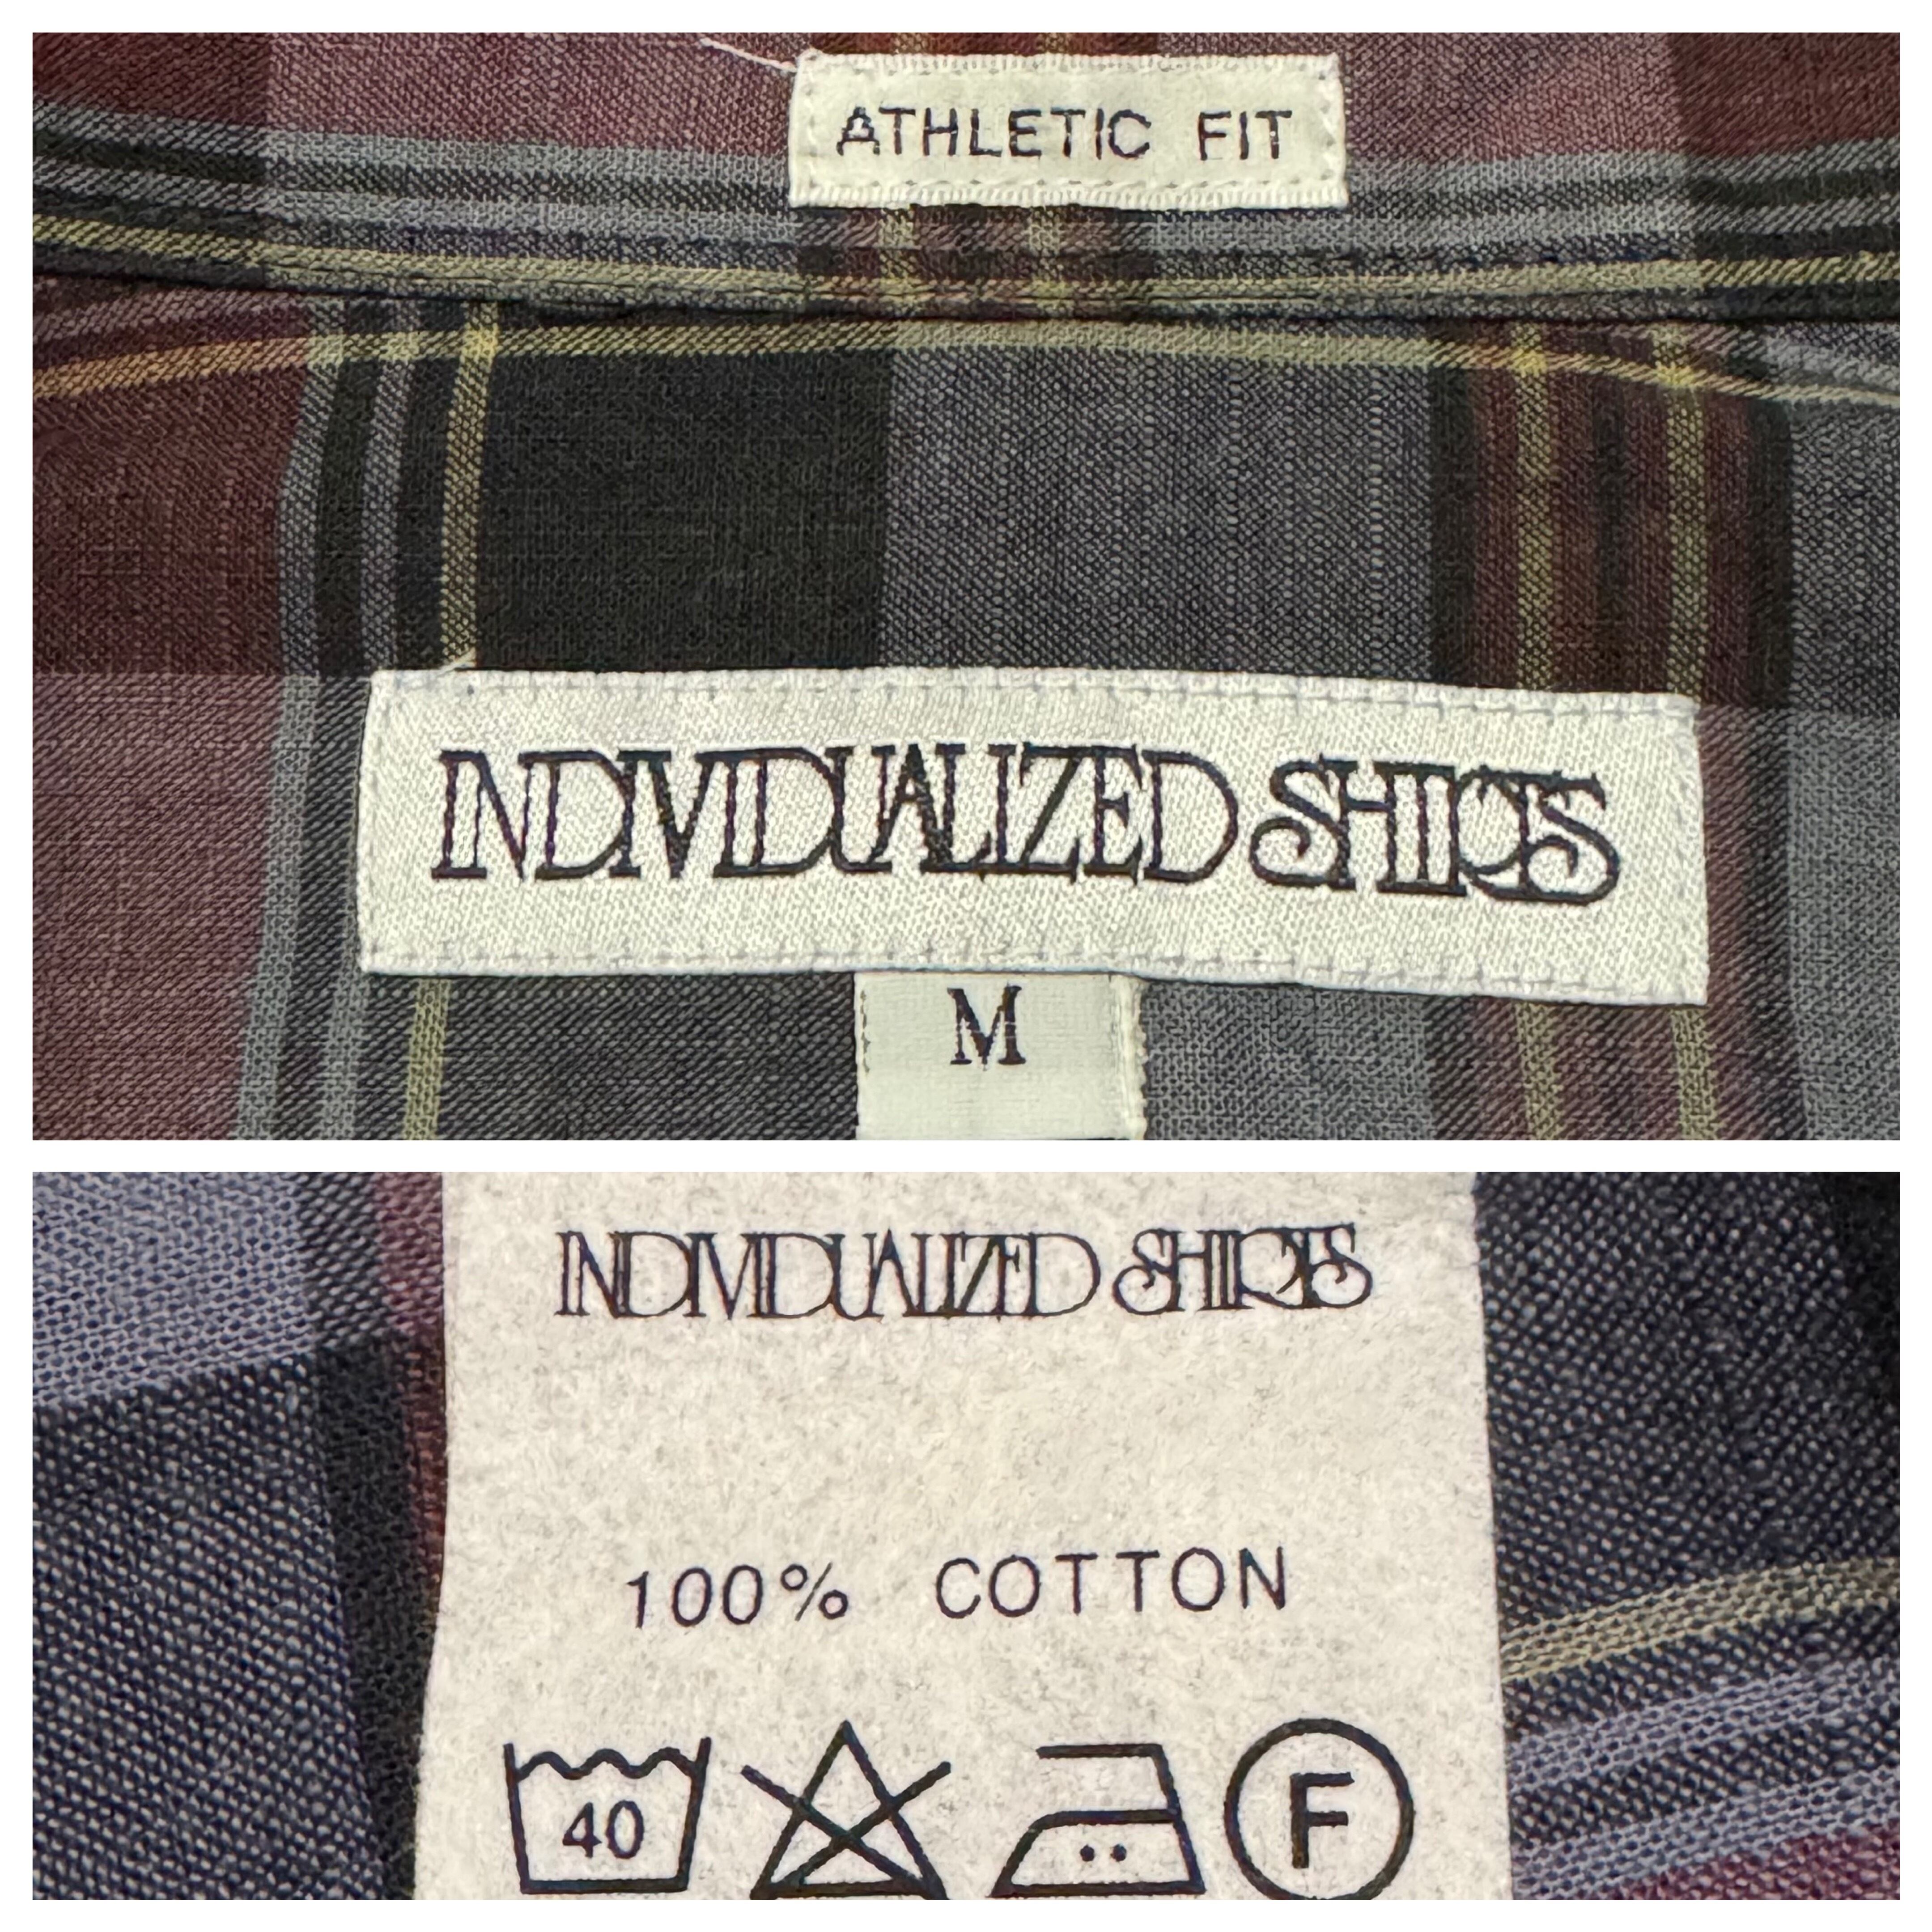 ATHLETIC FIT
INDIVIDUALIZED SHIRTS
M
INDIVIDUALIZED SHIRTS
100% COTTON
40
F